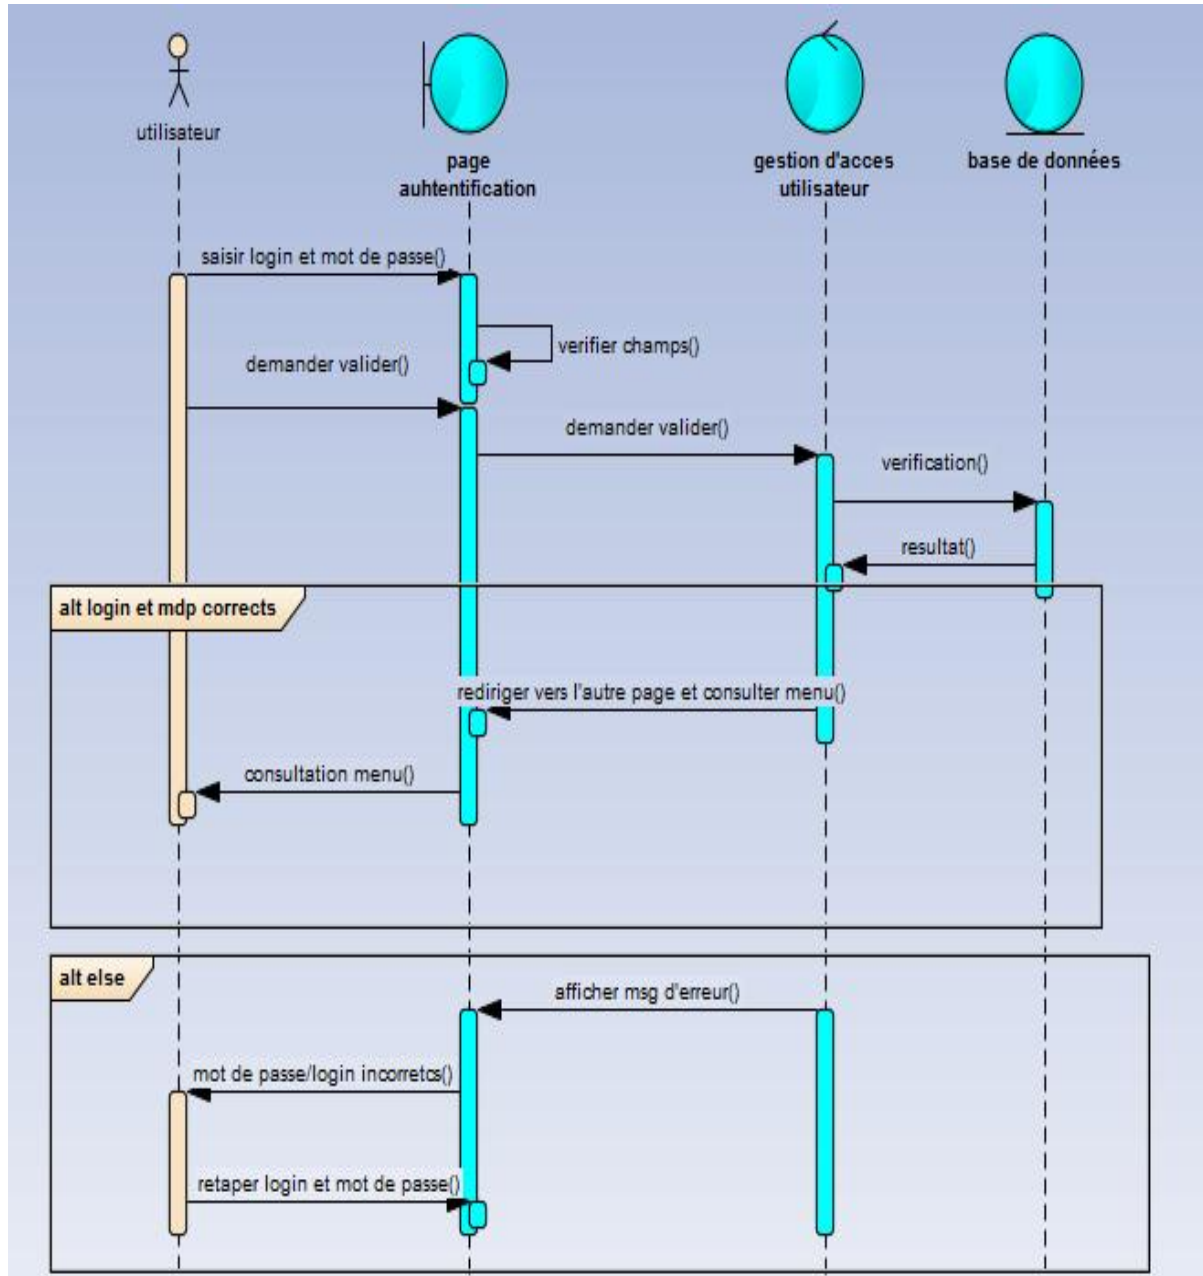 utilisateur
page
auhtentification
gestion d'acces
utilisateur
base de données
saisir login et mot de passe()
verifier champs()
demander valider()
demander valider()
verification()
resultat()
alt login et mdp corrects
rediriger vers l'autre page et consulter menu()
consultation menu()
alt else
afficher msg d'erreur()
mot de passe/login incorretcs()
retaper login et mot de passe()